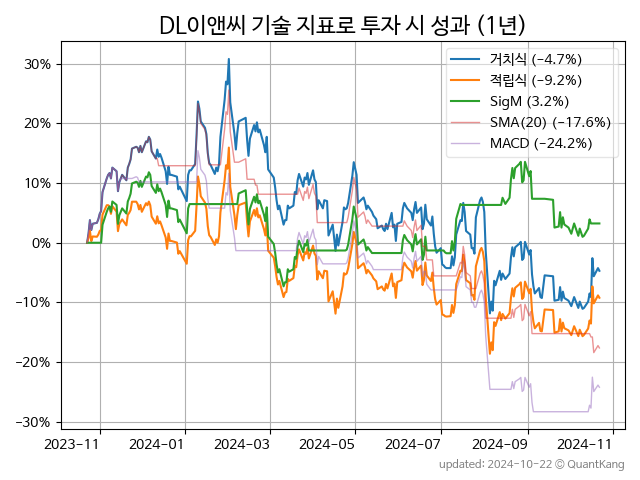 DL이앤씨 기술 지표로 투자 시 성과 (1년)
거치식 (−4.7%)
적립식 (−9.2%)
SigM (3.2%)
SMA(20) (−17.6%)
MACD (−24.2%)
30%
20%
10%
0%
−10%
−20%
−30%
2023-11 2024-01 2024-03 2024-05 2024-07 2024-09 2024-11
updated: 2024-10-22 © QuantKang